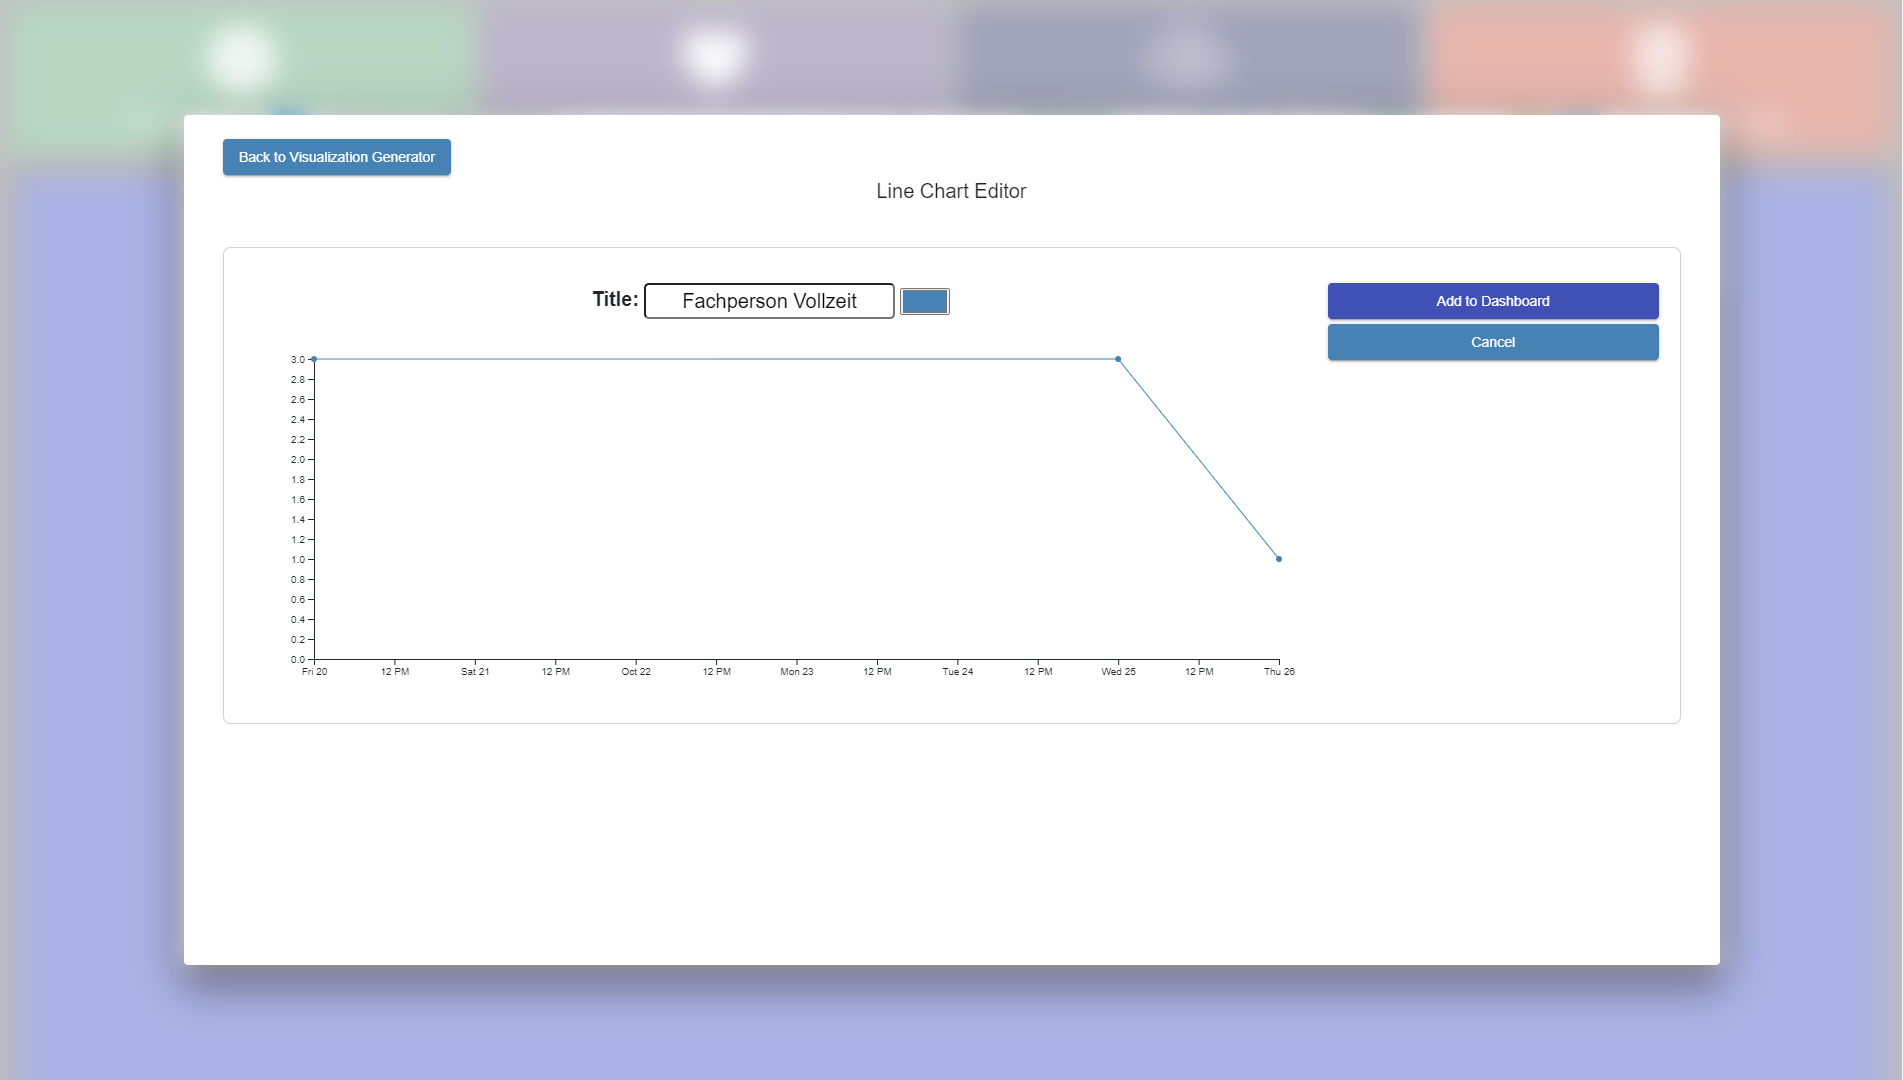 Back to Visualization Generator
Line Chart Editor
Title: Fachperson Vollzeit
Add to Dashboard
Cancel
3.0
2.8
2.6
2.4
2.2
2.0
1.8
1.6
1.4
1.2
1.0
0.8
0.6
0.4
0.2
0.0
Fri 20 12 PM Sat 21 12 PM Oct 22 12 PM Mon 23 12 PM Tue 24 12 PM Wed 25 12 PM Thu 26